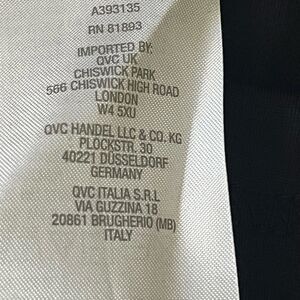 A393135
RN 81893
IMPORTED BY:
QVC UK
CHISWICK PARK
566 CHISWICK HIGH ROAD
LONDON
W4 5XU
QVC HANDEL LLC & CO. KG
PLOCKSTR. 30
40221 DÜSSELDORF
GERMANY
QVC ITALIA S.R.L
VIA GUZZINA 18
20861 BRUGHERIO (MB)
ITALY